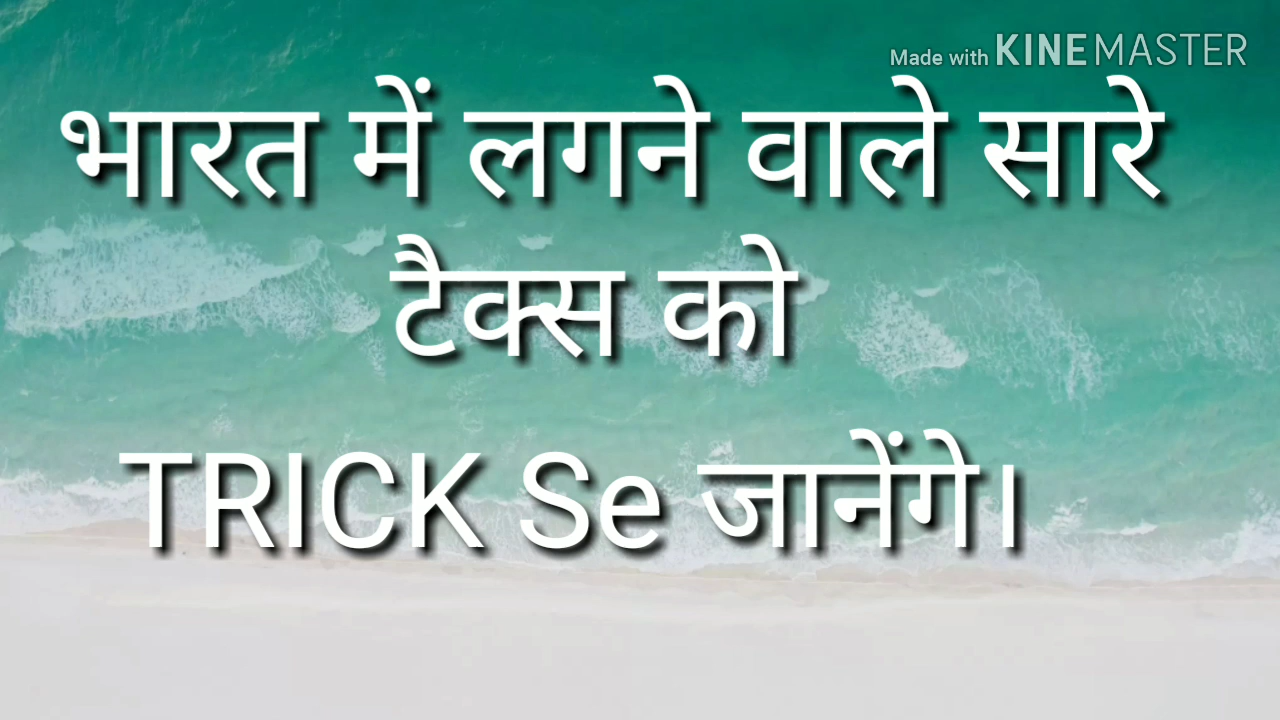 Made with KINEMASTER
भारत में लगने वाले सारे
टैक्स को
TRICK Se जानेंगे।